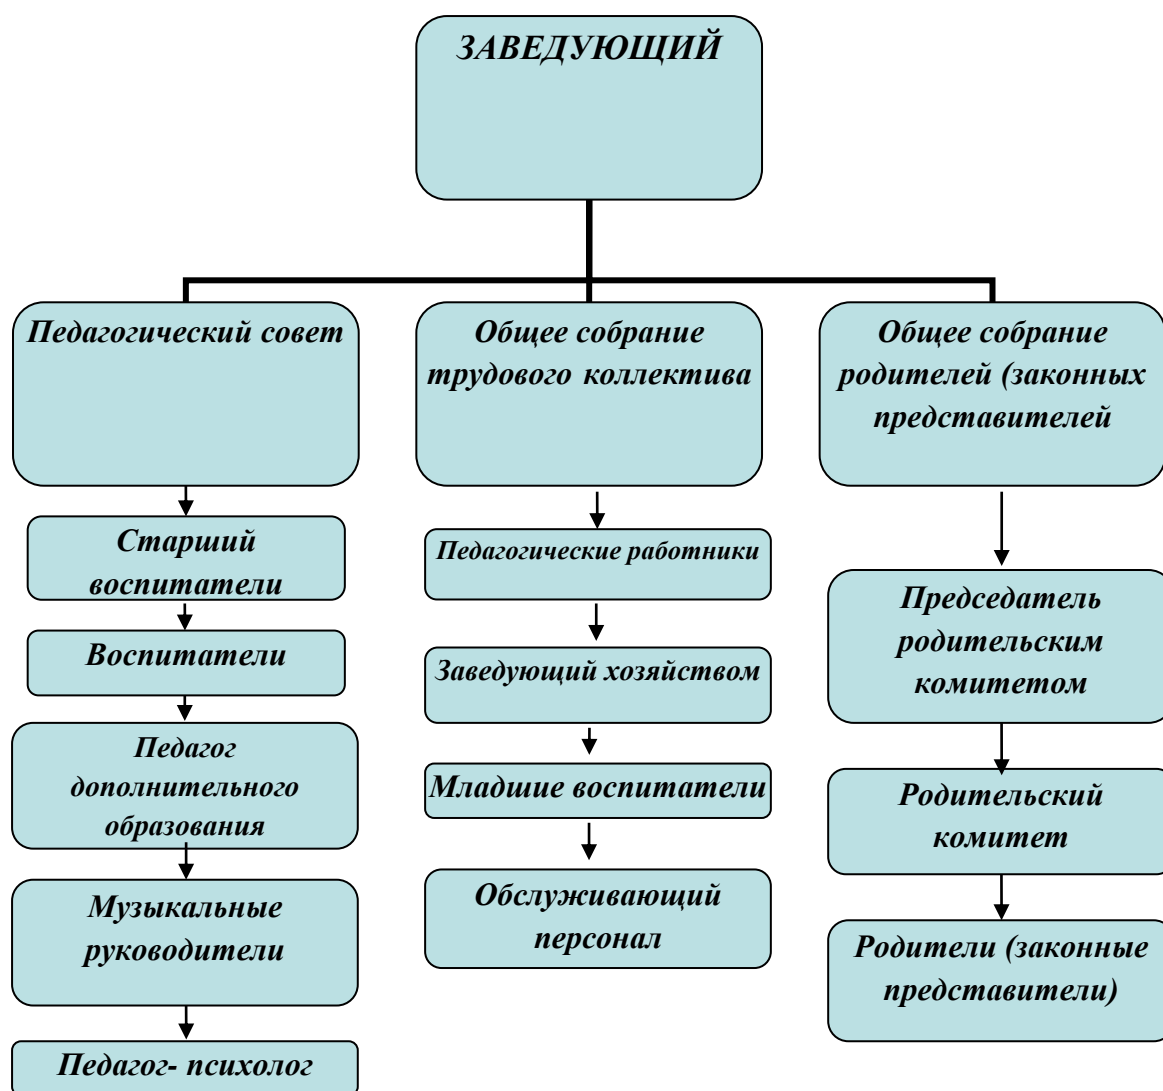 ЗАВЕДУЮЩИЙ
Педагогический совет
Общее собрание
трудового коллектива
Общее собрание
родителей (законных
представителей
Старший
воспитатели
Воспитатели
Педагог
дополнительного
образования
Музыкальные
руководители
Педагог- психолог
Педагогические работники
Заведующий хозяйством
Младшие воспитатели
Обслуживающий
персонал
Председатель
родительским
комитетом
Родительский
комитет
Родители (законные
представители)